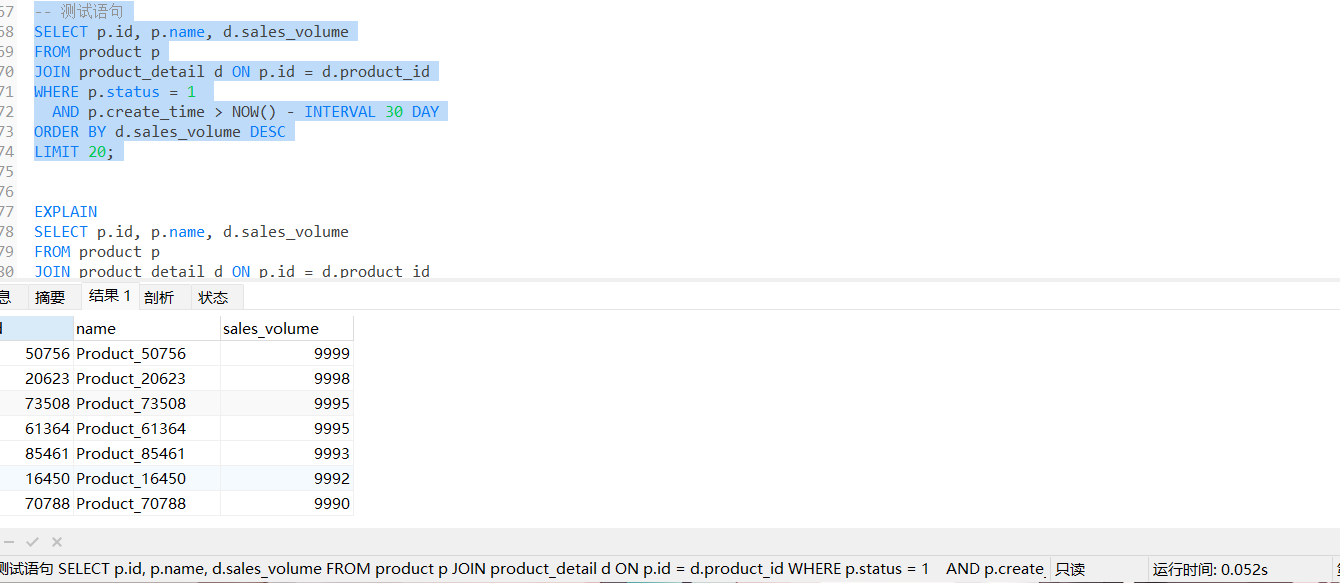 57 -- 测试语句
58 SELECT p.id, p.name, d.sales_volume
59 FROM product p
70 JOIN product_detail d ON p.id = d.product_id
71 WHERE p.status = 1
72 AND p.create_time > NOW() - INTERVAL 30 DAY
73 ORDER BY d.sales_volume DESC
74 LIMIT 20;
75
76
77 EXPLAIN
78 SELECT p.id, p.name, d.sales_volume
79 FROM product p
30 JOIN product_detail d ON p.id = d.product_id
息 摘要 结果 1 剖析 状态
name sales_volume
50756 Product_50756 9999
20623 Product_20623 9998
73508 Product_73508 9995
61364 Product_61364 9995
85461 Product_85461 9993
16450 Product_16450 9992
70788 Product_70788 9990
测试语句 SELECT p.id, p.name, d.sales_volume FROM product p JOIN product_detail d ON p.id = d.product_id WHERE p.status = 1 AND p.create_ 只读 运行时间: 0.052s